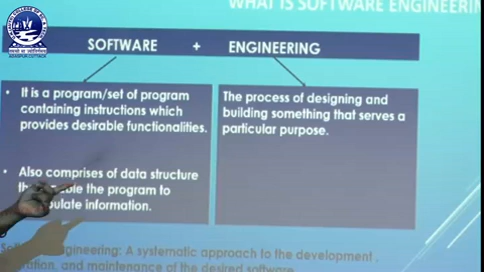 WHAT IS SOFTWARE ENGINEERIN
SOFTWARE + ENGINEERING
• It is a program/set of program
containing instructions which
provides desirable functionalities.
• Also comprises of data structure
the program to
information.
The process of designing and
building something that serves a
particular purpose.
Engineering: A systematic approach to the development ,
and maintenance of the desired software